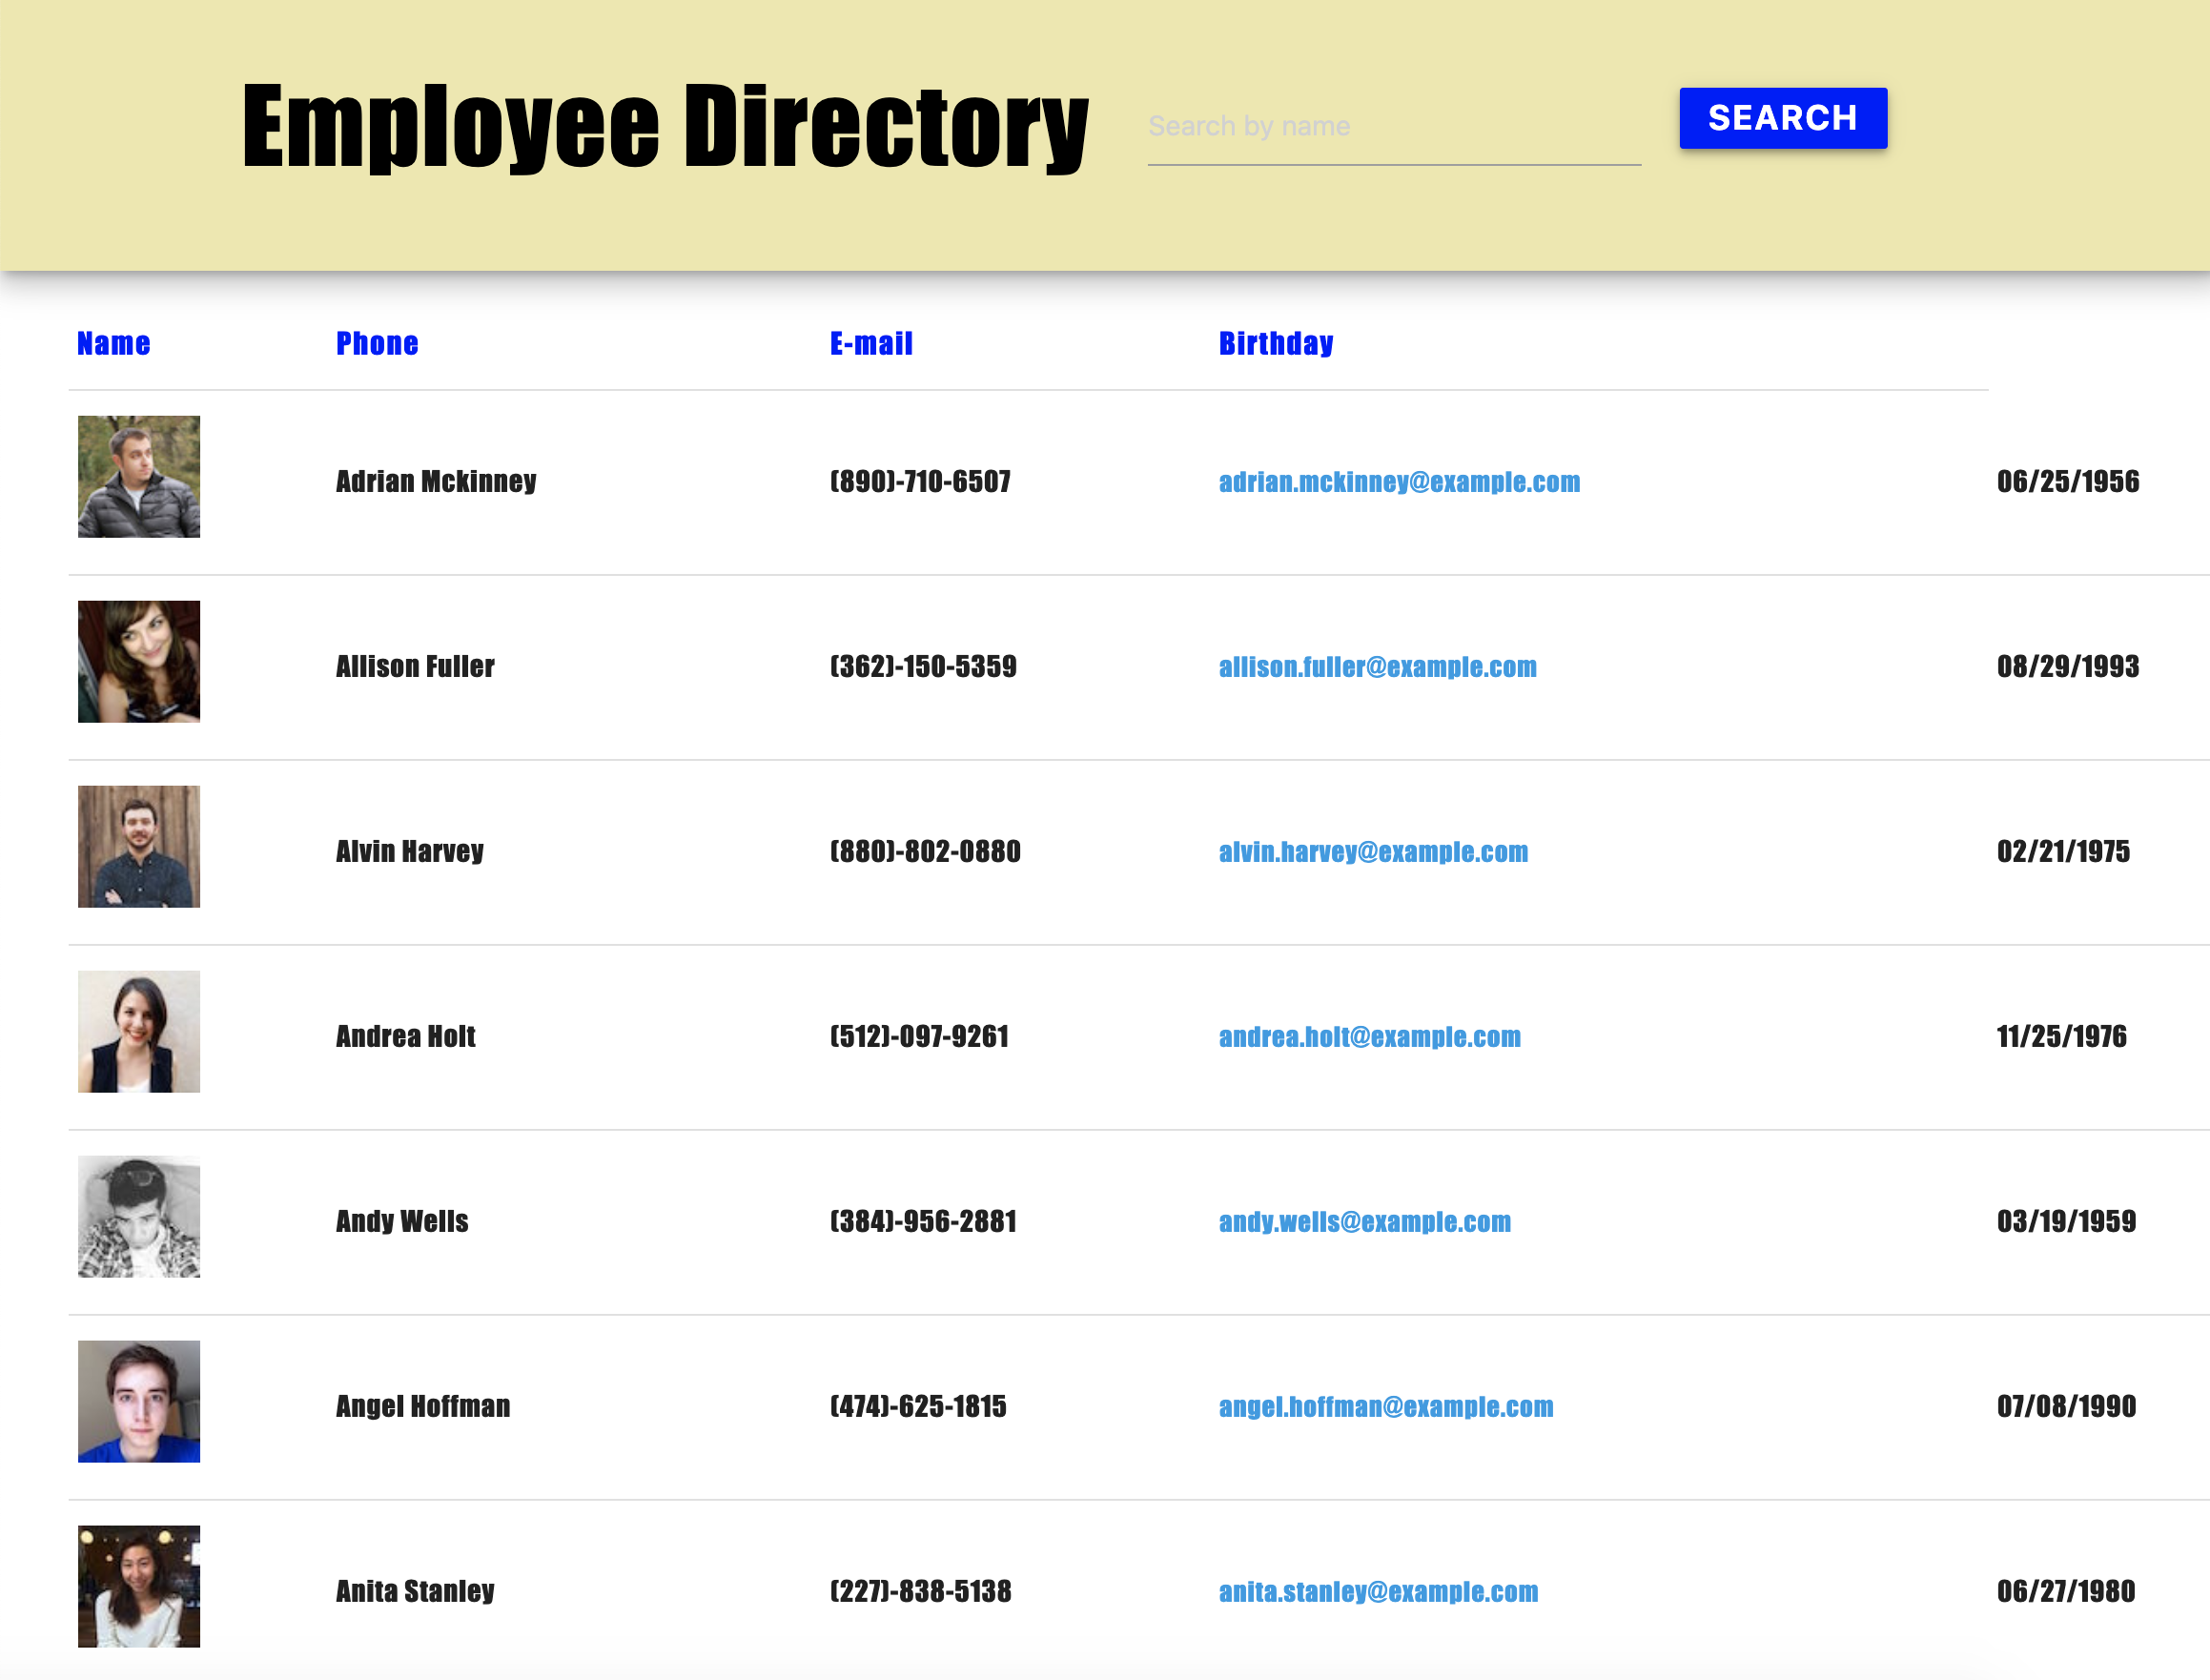 Employee Directory Search by name SEARCH
Name Phone E-mail Birthday
Adrian Mckinney (890)-710-6507 adrian.mckinney@example.com 06/25/1956
Allison Fuller (362)-150-5359 allison.fuller@example.com 08/29/1993
Alvin Harvey (880)-802-0880 alvin.harvey@example.com 02/21/1975
Andrea Holt (512)-097-9261 andrea.holt@example.com 11/25/1976
Andy Wells (384)-956-2881 andy.wells@example.com 03/19/1959
Angel Hoffman (474)-625-1815 angel.hoffman@example.com 07/08/1990
Anita Stanley (227)-838-5138 anita.stanley@example.com 06/27/1980